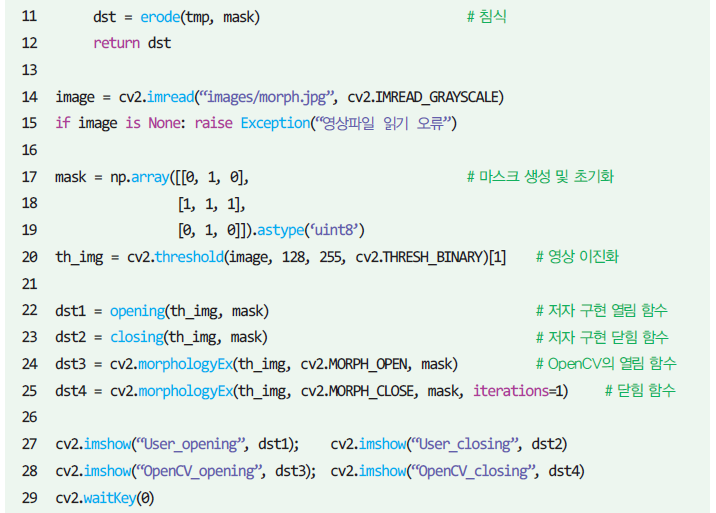 11 dst = erode(tmp, mask) # 침식
12 return dst
13
14 image = cv2.imread(“images/morph.jpg”, cv2.IMREAD_GRAYSCALE)
15 if image is None: raise Exception(“영상파일 읽기 오류”)
16
17 mask = np.array([[0, 1, 0], # 마스크 생성 및 초기화
18 [1, 1, 1],
19 [0, 1, 0]]).astype(‘uint8’)
20 th_img = cv2.threshold(image, 128, 255, cv2.THRESH_BINARY)[1] # 영상 이진화
21
22 dst1 = opening(th_img, mask) # 저자 구현 열림 함수
23 dst2 = closing(th_img, mask) # 저자 구현 닫힘 함수
24 dst3 = cv2.morphologyEx(th_img, cv2.MORPH_OPEN, mask) # OpenCV의 열림 함수
25 dst4 = cv2.morphologyEx(th_img, cv2.MORPH_CLOSE, mask, iterations=1) # 닫힘 함수
26
27 cv2.imshow(“User_opening”, dst1); cv2.imshow(“User_closing”, dst2)
28 cv2.imshow(“OpenCV_opening”, dst3); cv2.imshow(“OpenCV_closing”, dst4)
29 cv2.waitKey(0)